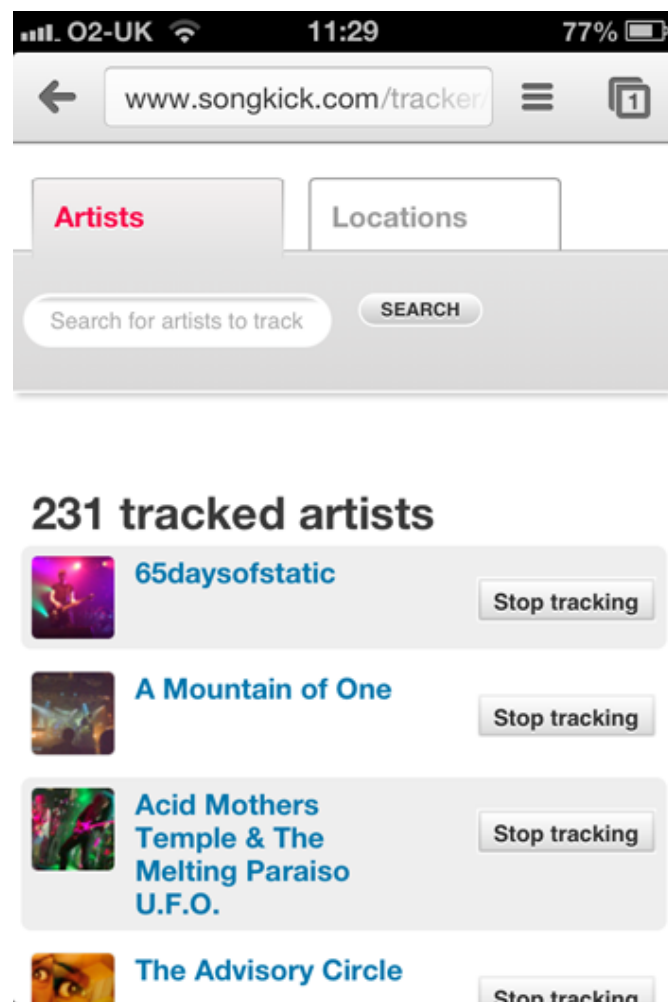 O2-UK 11:29 77%
www.songkick.com/tracker/
1
Artists Locations
Search for artists to track SEARCH
231 tracked artists
65daysofstatic
Stop tracking
A Mountain of One
Stop tracking
Acid Mothers
Temple & The
Melting Paraiso
U.F.O.
Stop tracking
The Advisory Circle
Stop tracking